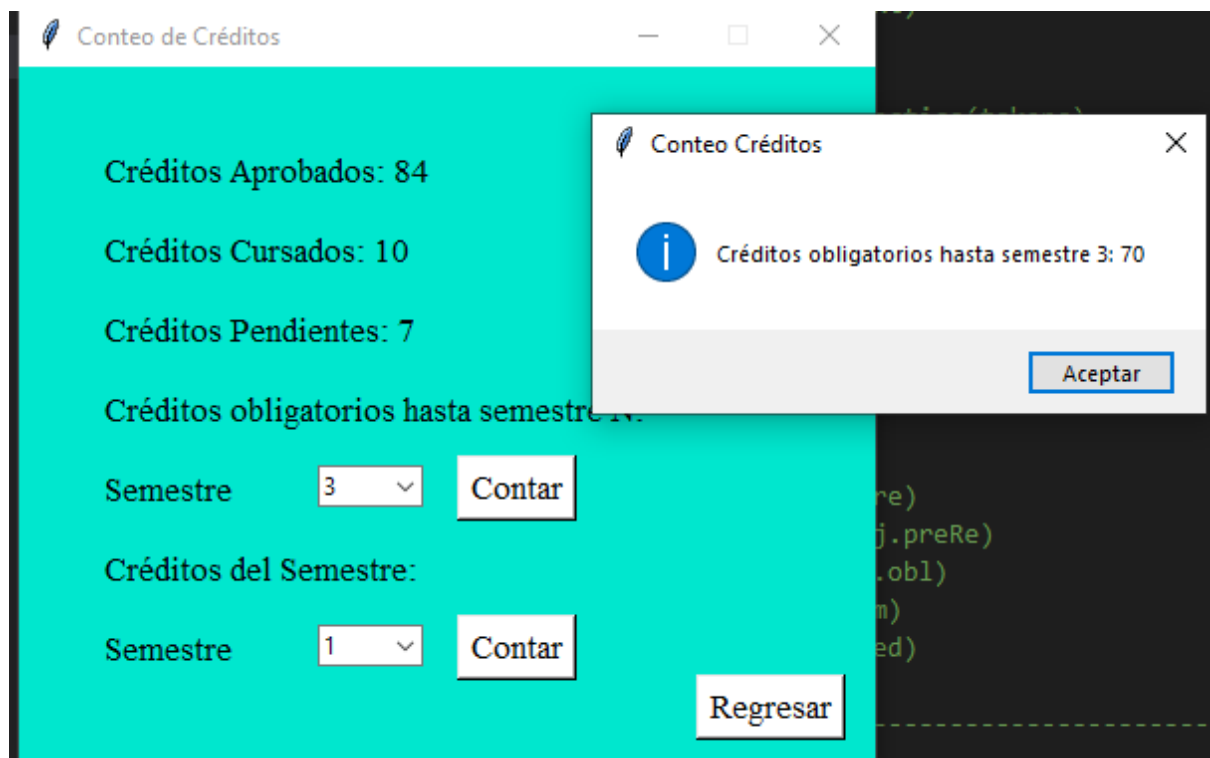 Conteo de Créditos
Créditos Aprobados: 84
Créditos Cursados: 10
Créditos Pendientes: 7
Créditos obligatorios hasta semestre N:
Semestre 3 Contar
Créditos del Semestre:
Semestre 1 Contar
Regresar
Conteo Créditos
Créditos obligatorios hasta semestre 3: 70
Aceptar
re)
j.preRe)
.obl)
m)
ed)
------------------------